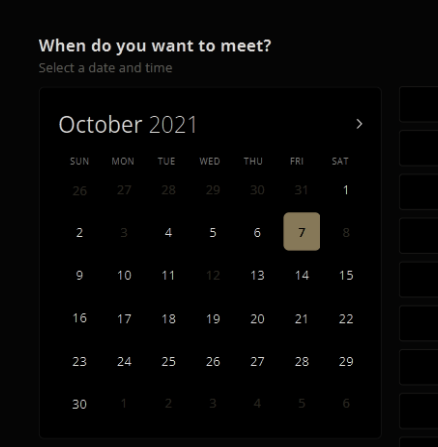 When do you want to meet?
Select a date and time
October 2021
SUN MON TUE WED THU FRI SAT
26 27 28 29 30 31 1
2 3 4 5 6 7 8
9 10 11 12 13 14 15
16 17 18 19 20 21 22
23 24 25 26 27 28 29
30 1 2 3 4 5 6